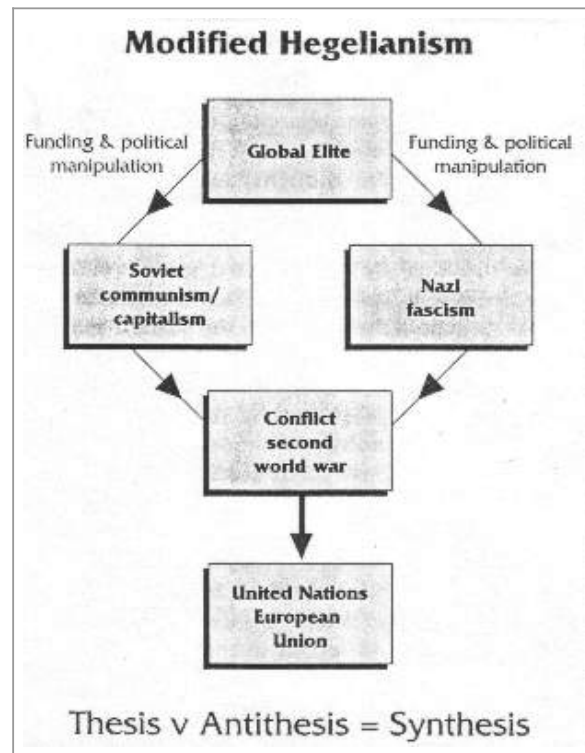 Modified Hegelianism
Global Elite
Funding & political
manipulation
Funding & political
manipulation
Soviet
communism/
capitalism
Nazi
fascism
Conflict
second
world war
United Nations
European
Union
Thesis v Antithesis = Synthesis